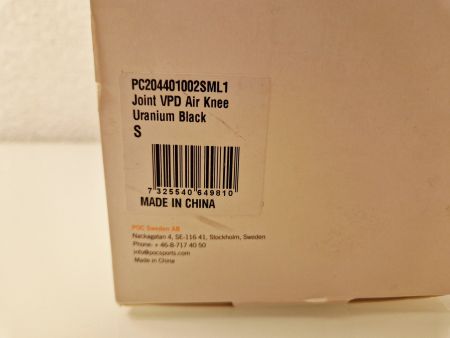 PC204401002SML1
Joint VPD Air Knee
Uranium Black
S
7 325540 649810
MADE IN CHINA
POC Sweden AB
Nackagatan 4, SE-116 41, Stockholm, Sweden
Phone: + 46-8-717 40 50
info@pocsports.com
Made in China